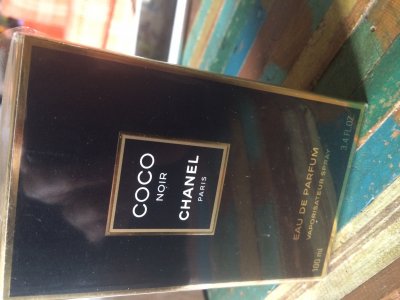 COCO
NOIR
CHANEL
PARIS
EAU DE PARFUM
VAPORISATEUR SPRAY
100 ml
3.4 FL.OZ